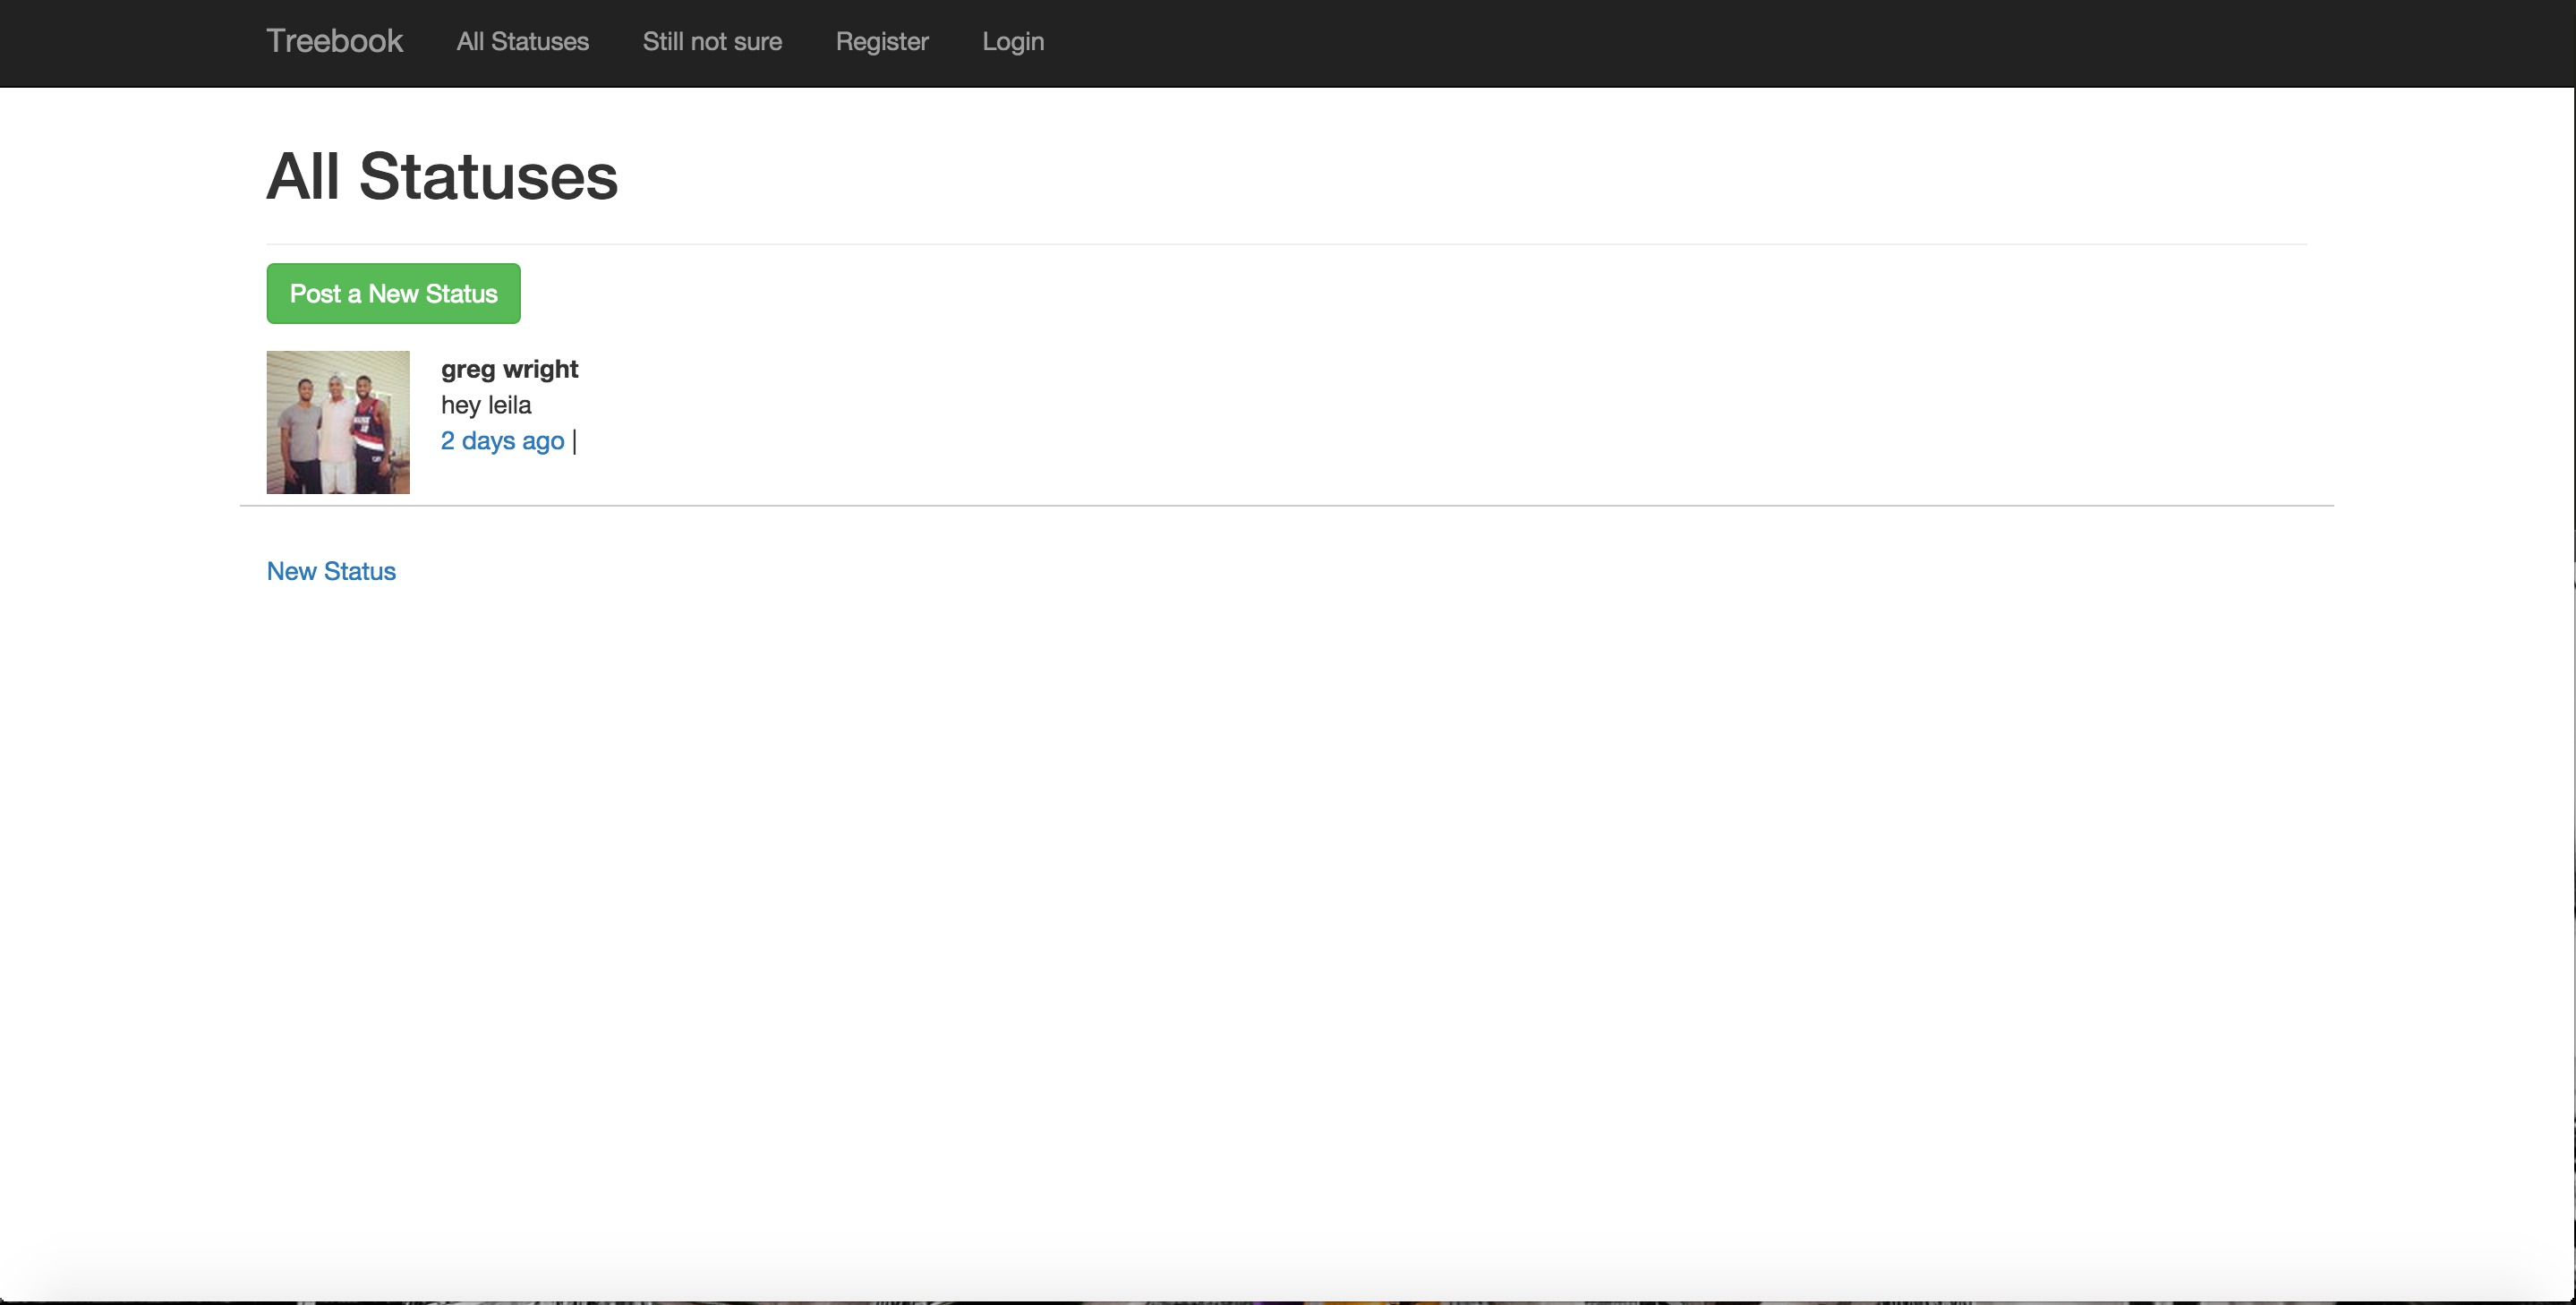 Treebook All Statuses Still not sure Register Login
All Statuses
Post a New Status
greg wright
hey leila
2 days ago |
New Status